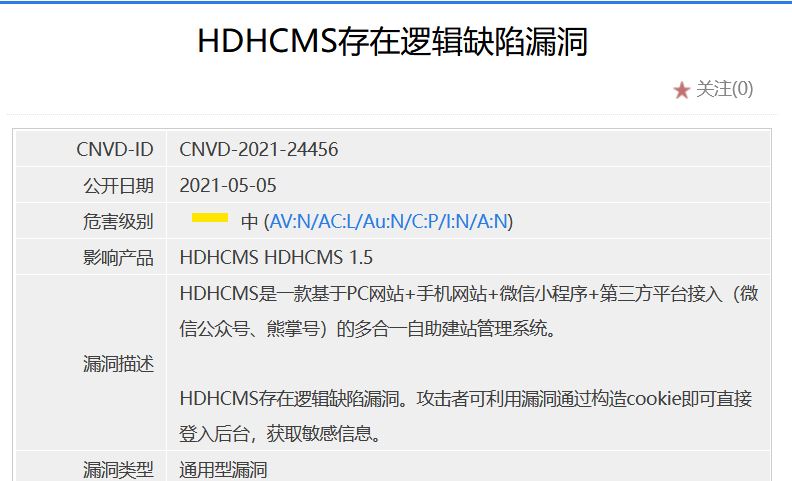 HDHCMS存在逻辑缺陷漏洞
关注(0)
CNVD-ID CNVD-2021-24456
公开日期 2021-05-05
危害级别 中 (AV:N/AC:L/Au:N/C:P/I:N/A:N)
影响产品 HDHCMS HDHCMS 1.5
HDHCMS是一款基于PC网站+手机网站+微信小程序+第三方平台接入（微
信公众号、熊掌号）的多合一自助建站管理系统。
漏洞描述
HDHCMS存在逻辑缺陷漏洞。攻击者可利用漏洞通过构造cookie即可直接
登入后台，获取敏感信息。
漏洞类型 通用型漏洞